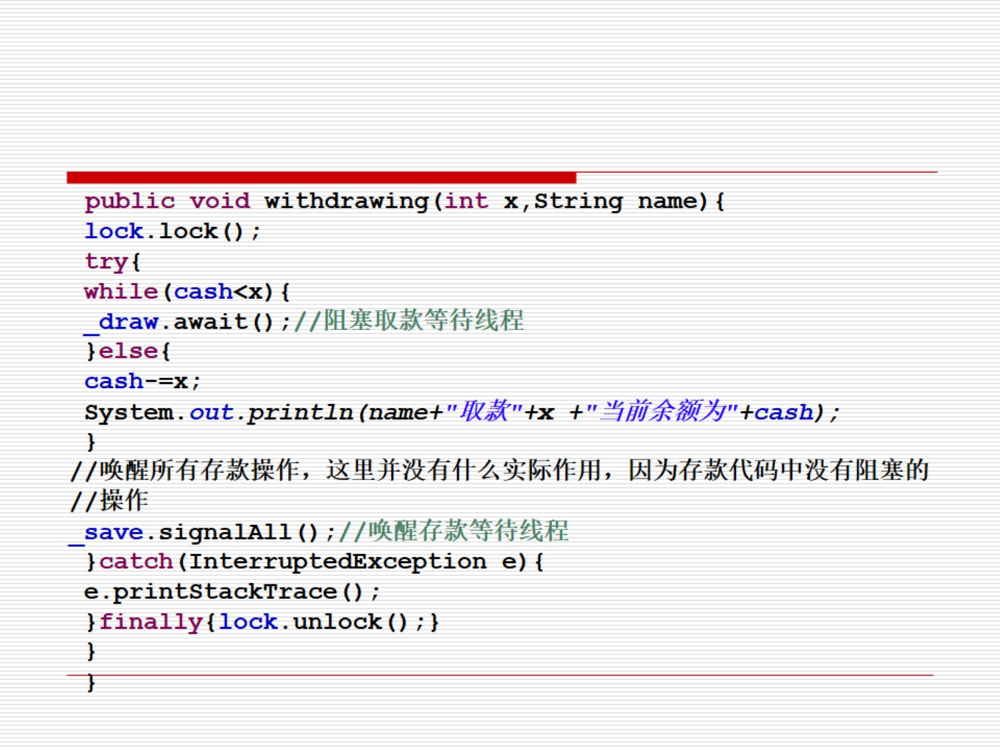 public void withdrawing(int x,String name){
lock.lock();
try{
while(cash<x){
_draw.await();//阻塞取款等待线程
}else{
cash-=x;
System.out.println(name+"取款"+x +"当前余额为"+cash);
}
//唤醒所有存款操作，这里并没有什么实际作用，因为存款代码中没有阻塞的
//操作
_save.signalAll();//唤醒存款等待线程
}catch(InterruptedException e){
e.printStackTrace();
}finally{lock.unlock();}
}
}